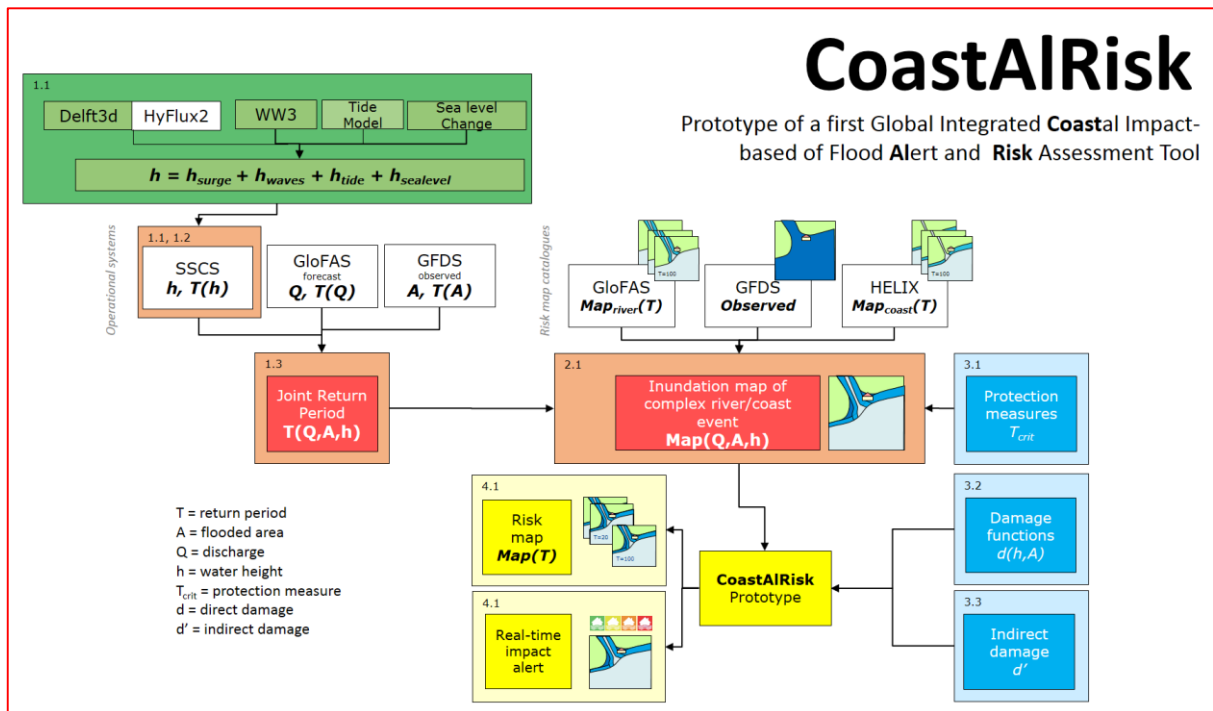 CoastAlRisk
Prototype of a first Global Integrated Coastal Impact-
based of Flood Alert and Risk Assessment Tool
1.1
Delft3d HyFlux2 WW3 Tide Model Sea level Change
h = hsurge + hwaves + htide + hsealevel
Operational systems
1.1, 1.2
SSCS
h, T(h)
GloFAS
forecast
Q, T(Q)
GFDS
observed
A, T(A)
Risk map catalogues
T=100
GloFAS
Mapriver(T)
GFDS
Observed
T=100
HELIX
Mapcoast(T)
1.3
Joint Return
Period
T(Q,A,h)
2.1
Inundation map of
complex river/coast
event
Map(Q,A,h)
3.1
Protection
measures
Tcrit
T = return period
A = flooded area
Q = discharge
h = water height
Tcrit = protection measure
d = direct damage
d' = indirect damage
4.1
Risk
map
Map(T)
T=20
T=100
4.1
Real-time
impact
alert
CoastAlRisk
Prototype
3.2
Damage
functions
d(h,A)
3.3
Indirect
damage
d'